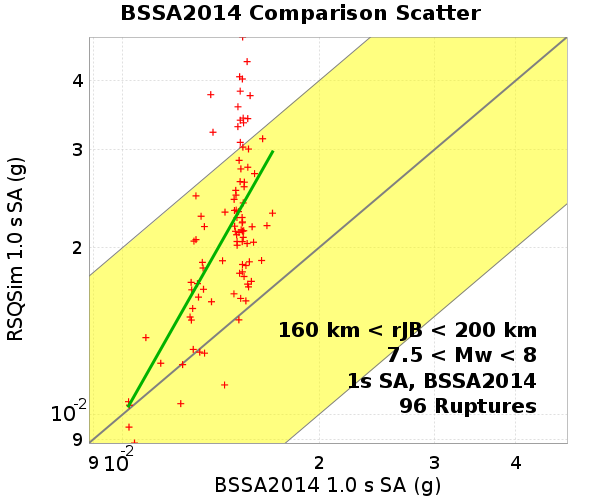 BSSA2014 Comparison Scatter
RSQSim 1.0 s SA (g)
4
3
2
10-2
9
160 km < rJB < 200 km
7.5 < Mw < 8
1s SA, BSSA2014
96 Ruptures
9 10-2 2 3 4
BSSA2014 1.0 s SA (g)